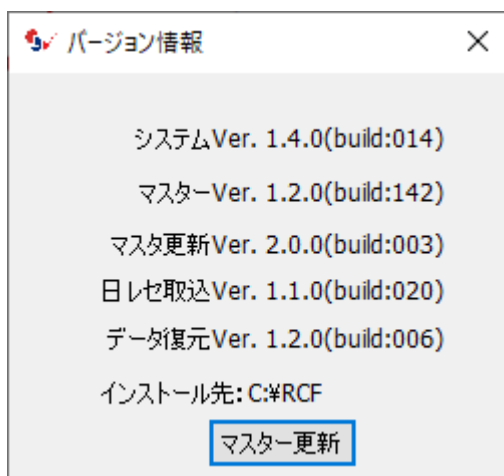 バージョン情報
システムVer. 1.4.0(build:014)
マスターVer. 1.2.0(build:142)
マスタ更新Ver. 2.0.0(build:003)
日レセ取込Ver. 1.1.0(build:020)
データ復元Ver. 1.2.0(build:006)
インストール先: C:¥RCF
マスター更新